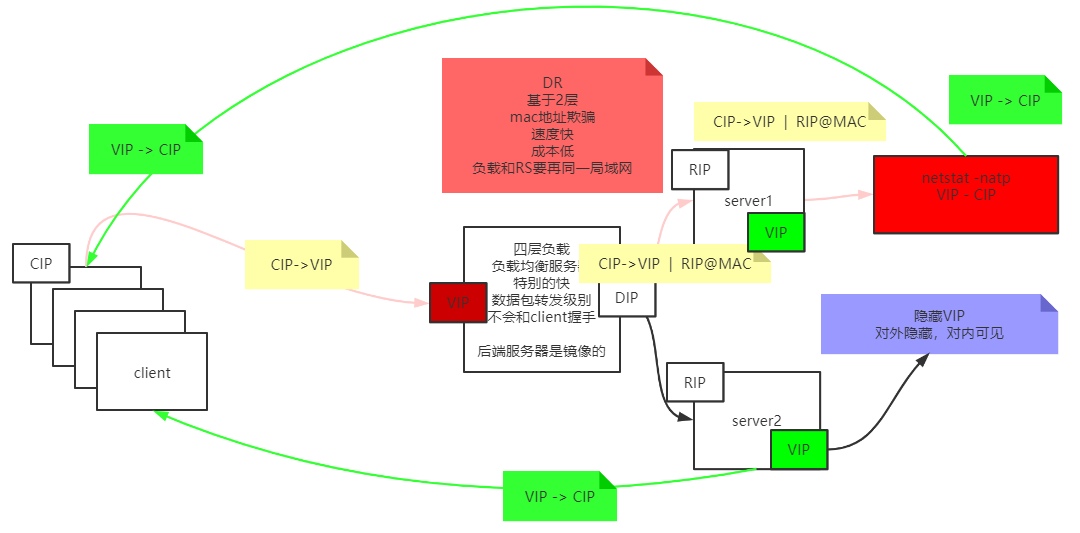 DR
基于2层
mac地址欺骗
速度快
成本低
负载和RS要再同一局域网
VIP -> CIP
CIP->VIP | RIP@MAC
VIP -> CIP
RIP
server1
VIP
netstat -natp
VIP - CIP
CIP
CIP->VIP
client
四层负载
负载均衡服务
特别的快
数据包转发级别
不会和client握手
后端服务器是镜像的
VIP
CIP->VIP | RIP@MAC
DIP
隐藏VIP
对外隐藏，对内可见
RIP
server2
VIP
VIP -> CIP